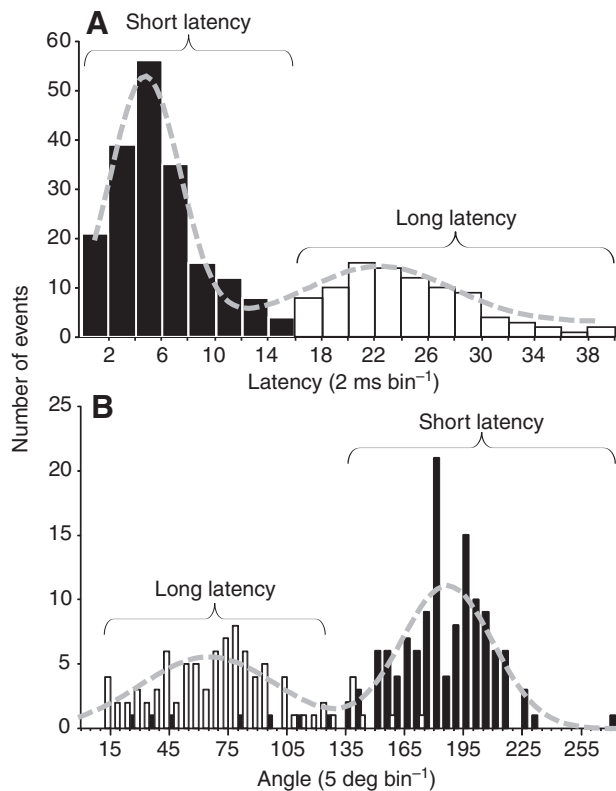 A
Short latency
60
50
40
30
20
10
0
Long latency
2 6 10 14 18 22 26 30 34 38
Latency (2 ms bin⁻¹)
Number of events
B
25
20
15
10
5
0
Short latency
Long latency
15 45 75 105 135 165 195 225 255
Angle (5 deg bin⁻¹)